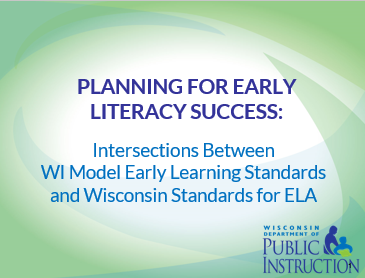 PLANNING FOR EARLY
LITERACY SUCCESS:
Intersections Between
WI Model Early Learning Standards
and Wisconsin Standards for ELA
WISCONSIN
DEPARTMENT OF
PUBLIC
INSTRUCTION